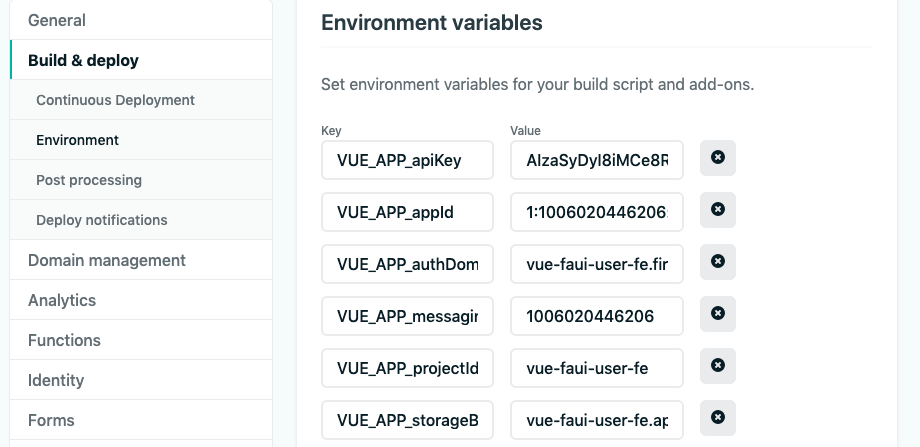 General
Build & deploy
Continuous Deployment
Environment
Post processing
Deploy notifications
Domain management
Analytics
Functions
Identity
Forms
Environment variables
Set environment variables for your build script and add-ons.
Key Value
VUE_APP_apiKey AIzaSyDyI8iMCe8R
VUE_APP_appId 1:1006020446206:
VUE_APP_authDom vue-faui-user-fe.fir
VUE_APP_messagin 1006020446206
VUE_APP_projectId vue-faui-user-fe
VUE_APP_storageB vue-faui-user-fe.ap